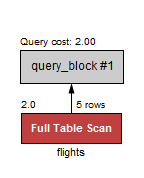 Query cost: 2.00
query_block #1
2.0 5 rows
Full Table Scan
flights